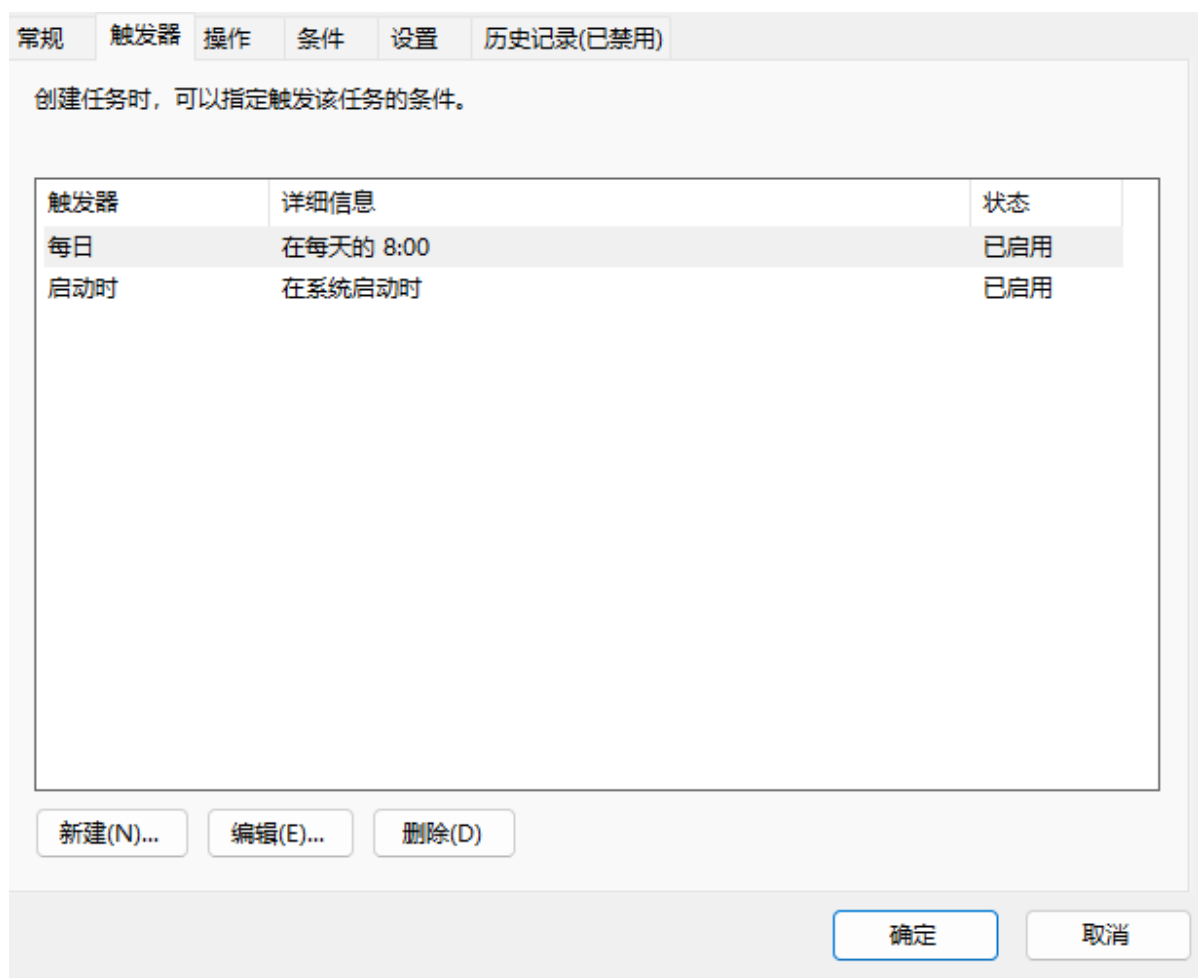 常规 触发器 操作 条件 设置 历史记录(已禁用)
创建任务时，可以指定触发该任务的条件。
触发器 详细信息 状态
每日 在每天的 8:00 已启用
启动时 在系统启动时 已启用
新建(N)... 编辑(E)... 删除(D)
确定 取消